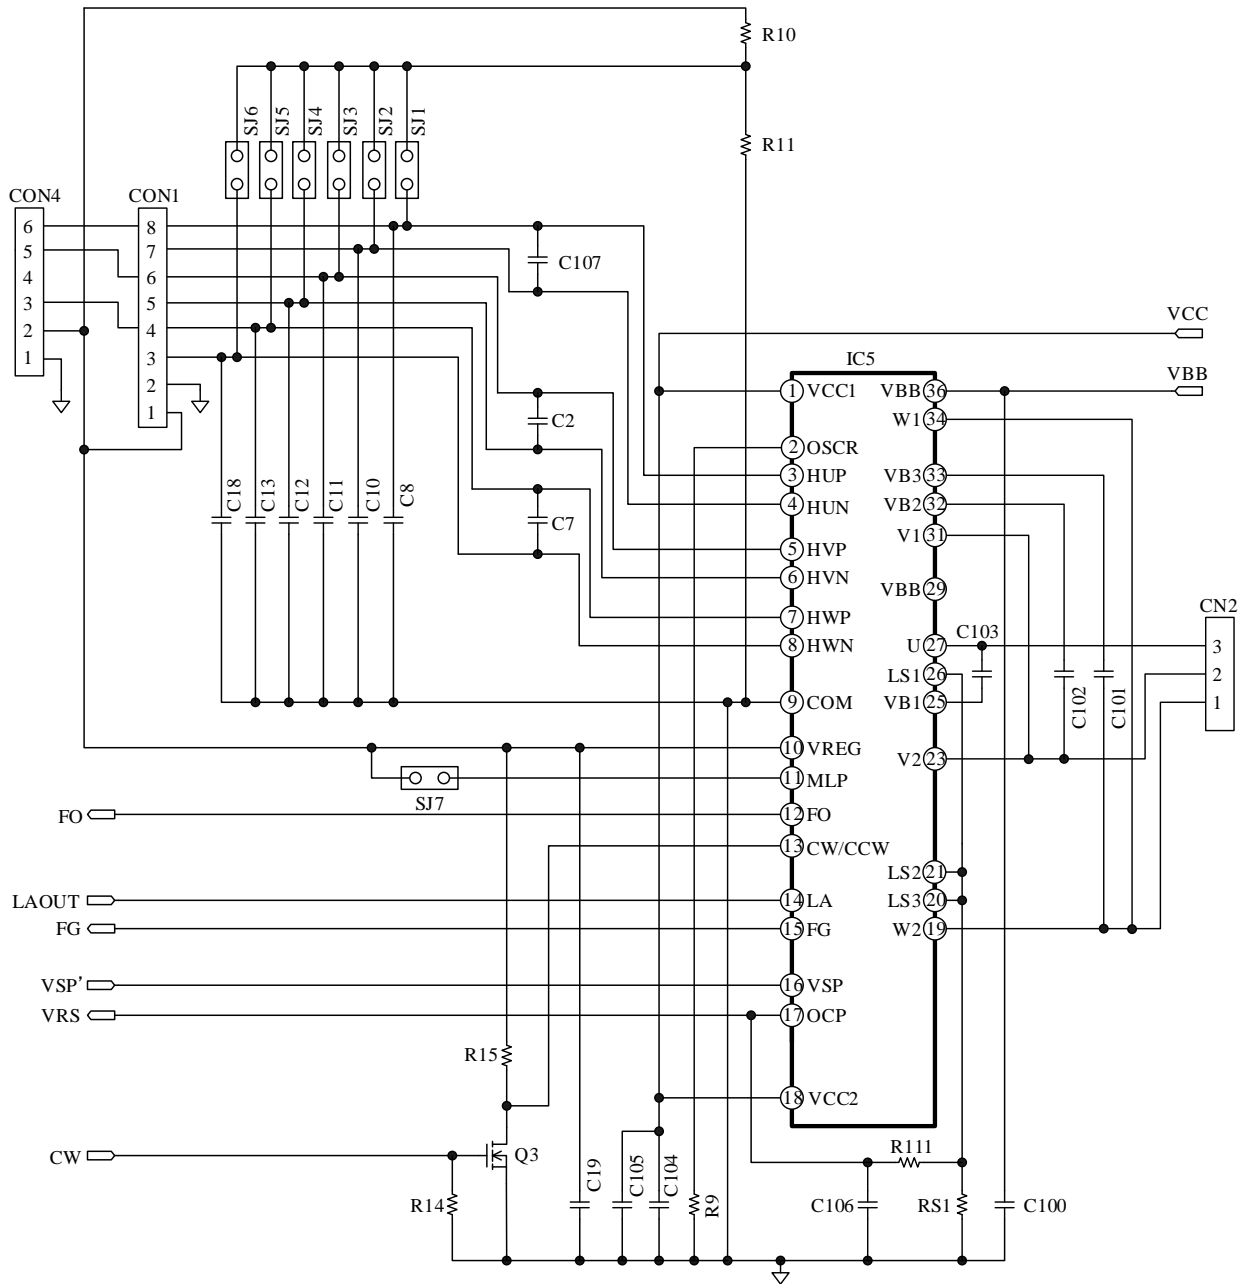 R10
R11
SJ6
SJ5
SJ4
SJ3
SJ2
SJ1
CON4
CON1
6
5
4
3
2
1
8
7
6
5
4
3
2
1
C107
C2
C7
C18
C13
C12
C11
C10
C8
VCC
VBB
IC5
1 VCC1
2 OSCR
3 HUP
4 HUN
5 HVP
6 HVN
7 HWP
8 HWN
9 COM
10 VREG
11 MLP
12 FO
13 CW/CCW
14 LA
15 FG
16 VSP
17 OCP
18 VCC2
VBB 36
W1 34
VB3 33
VB2 32
V1 31
VBB 29
U 27
LS1 26
VB1 25
V2 23
LS2 21
LS3 20
W2 19
C103
C102
C101
CN2
3
2
1
SJ7
FO
LAOUT
FG
VSP'
VRS
CW
R15
Q3
R14
C19
C105
C104
R9
R111
C106
RS1
C100